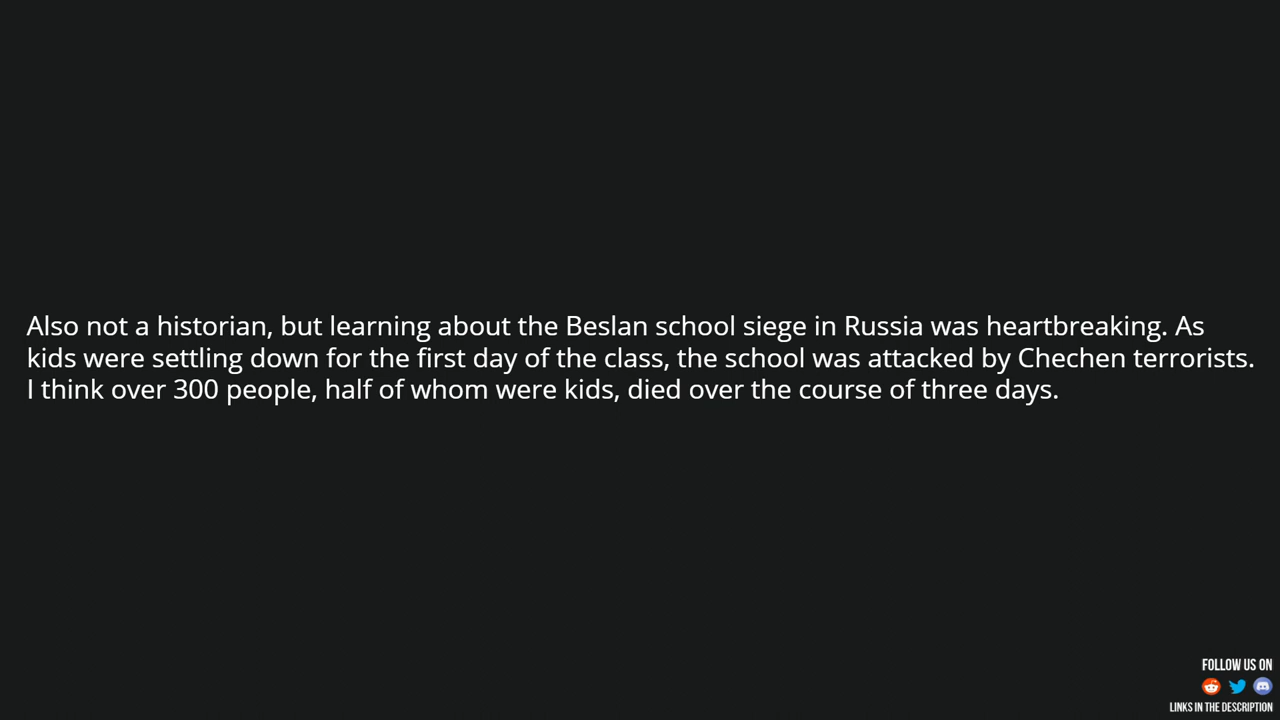 Also not a historian, but learning about the Beslan school siege in Russia was heartbreaking. As
kids were settling down for the first day of the class, the school was attacked by Chechen terrorists.
I think over 300 people, half of whom were kids, died over the course of three days.
FOLLOW US ON
LINKS IN THE DESCRIPTION